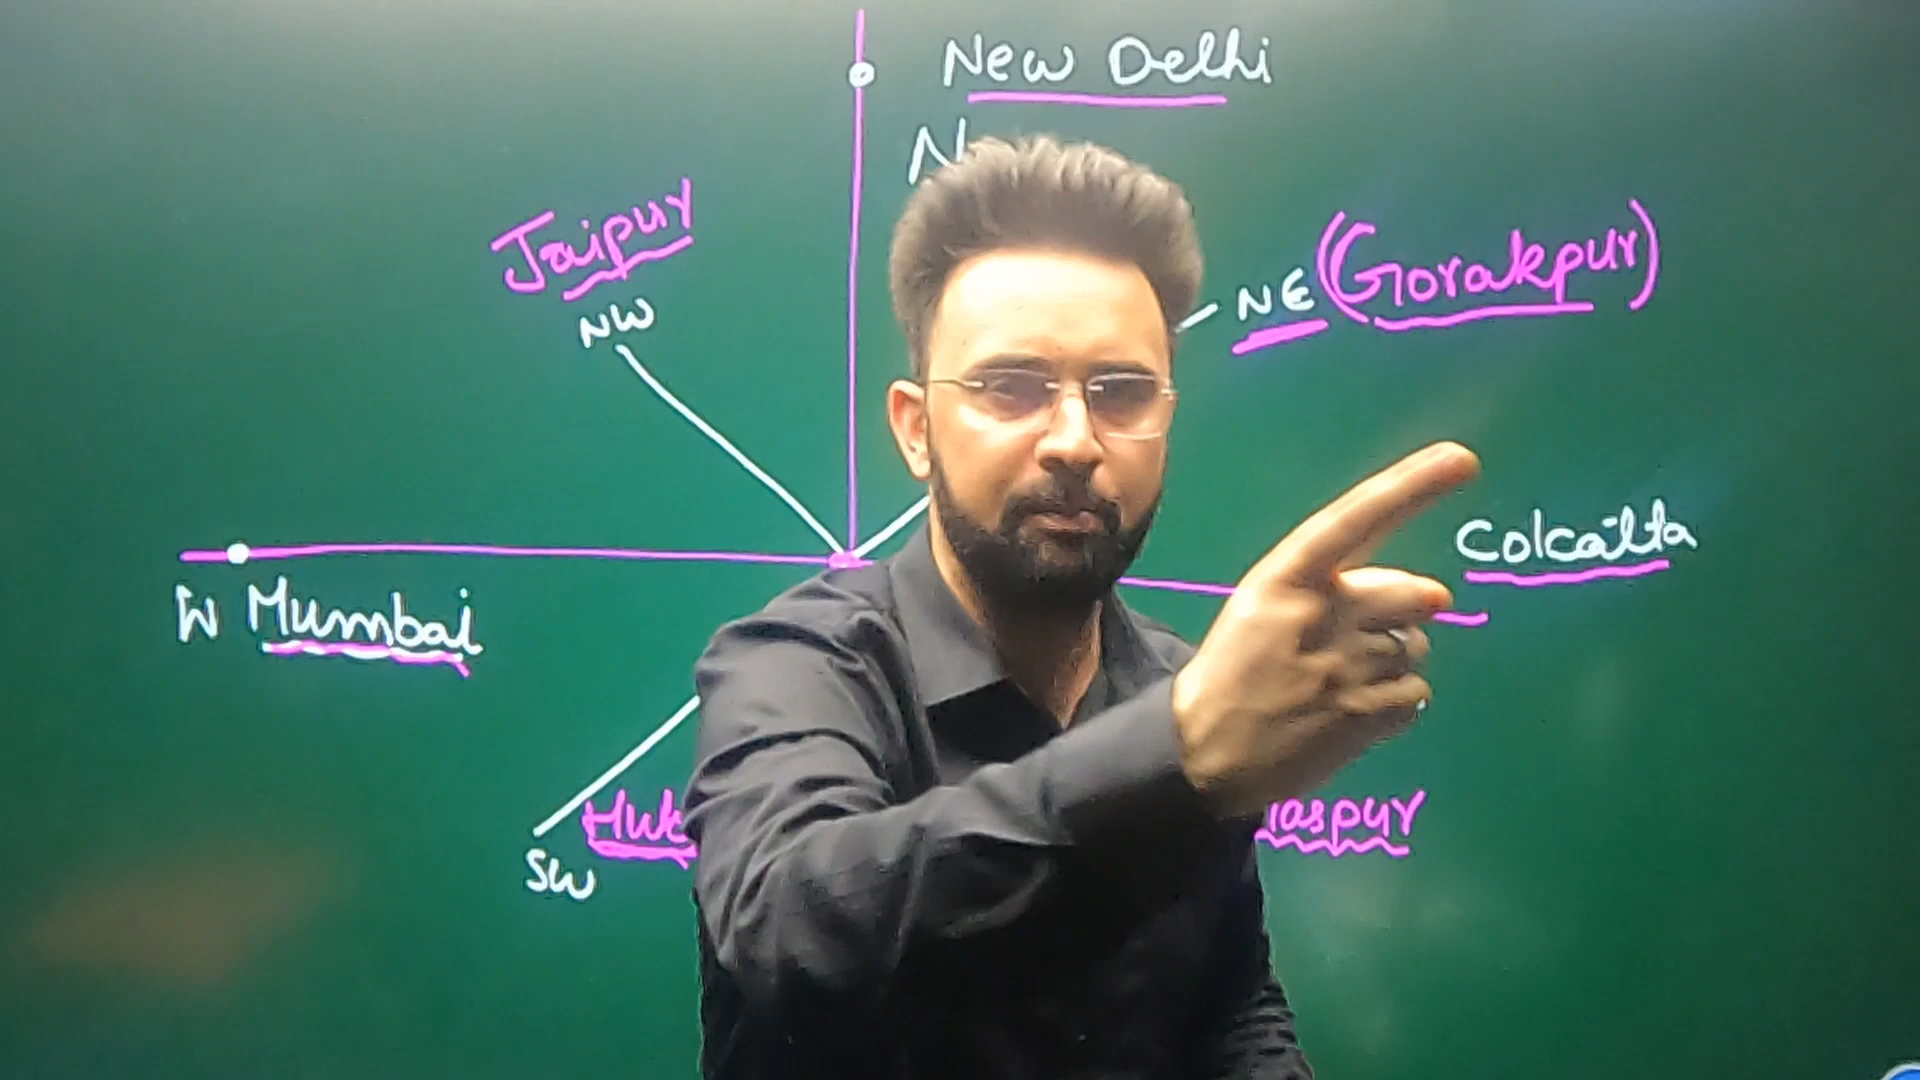 New Delhi
N
Jaipur
NW
NE (Gorakpur)
Colcatta
W Mumbai
SW